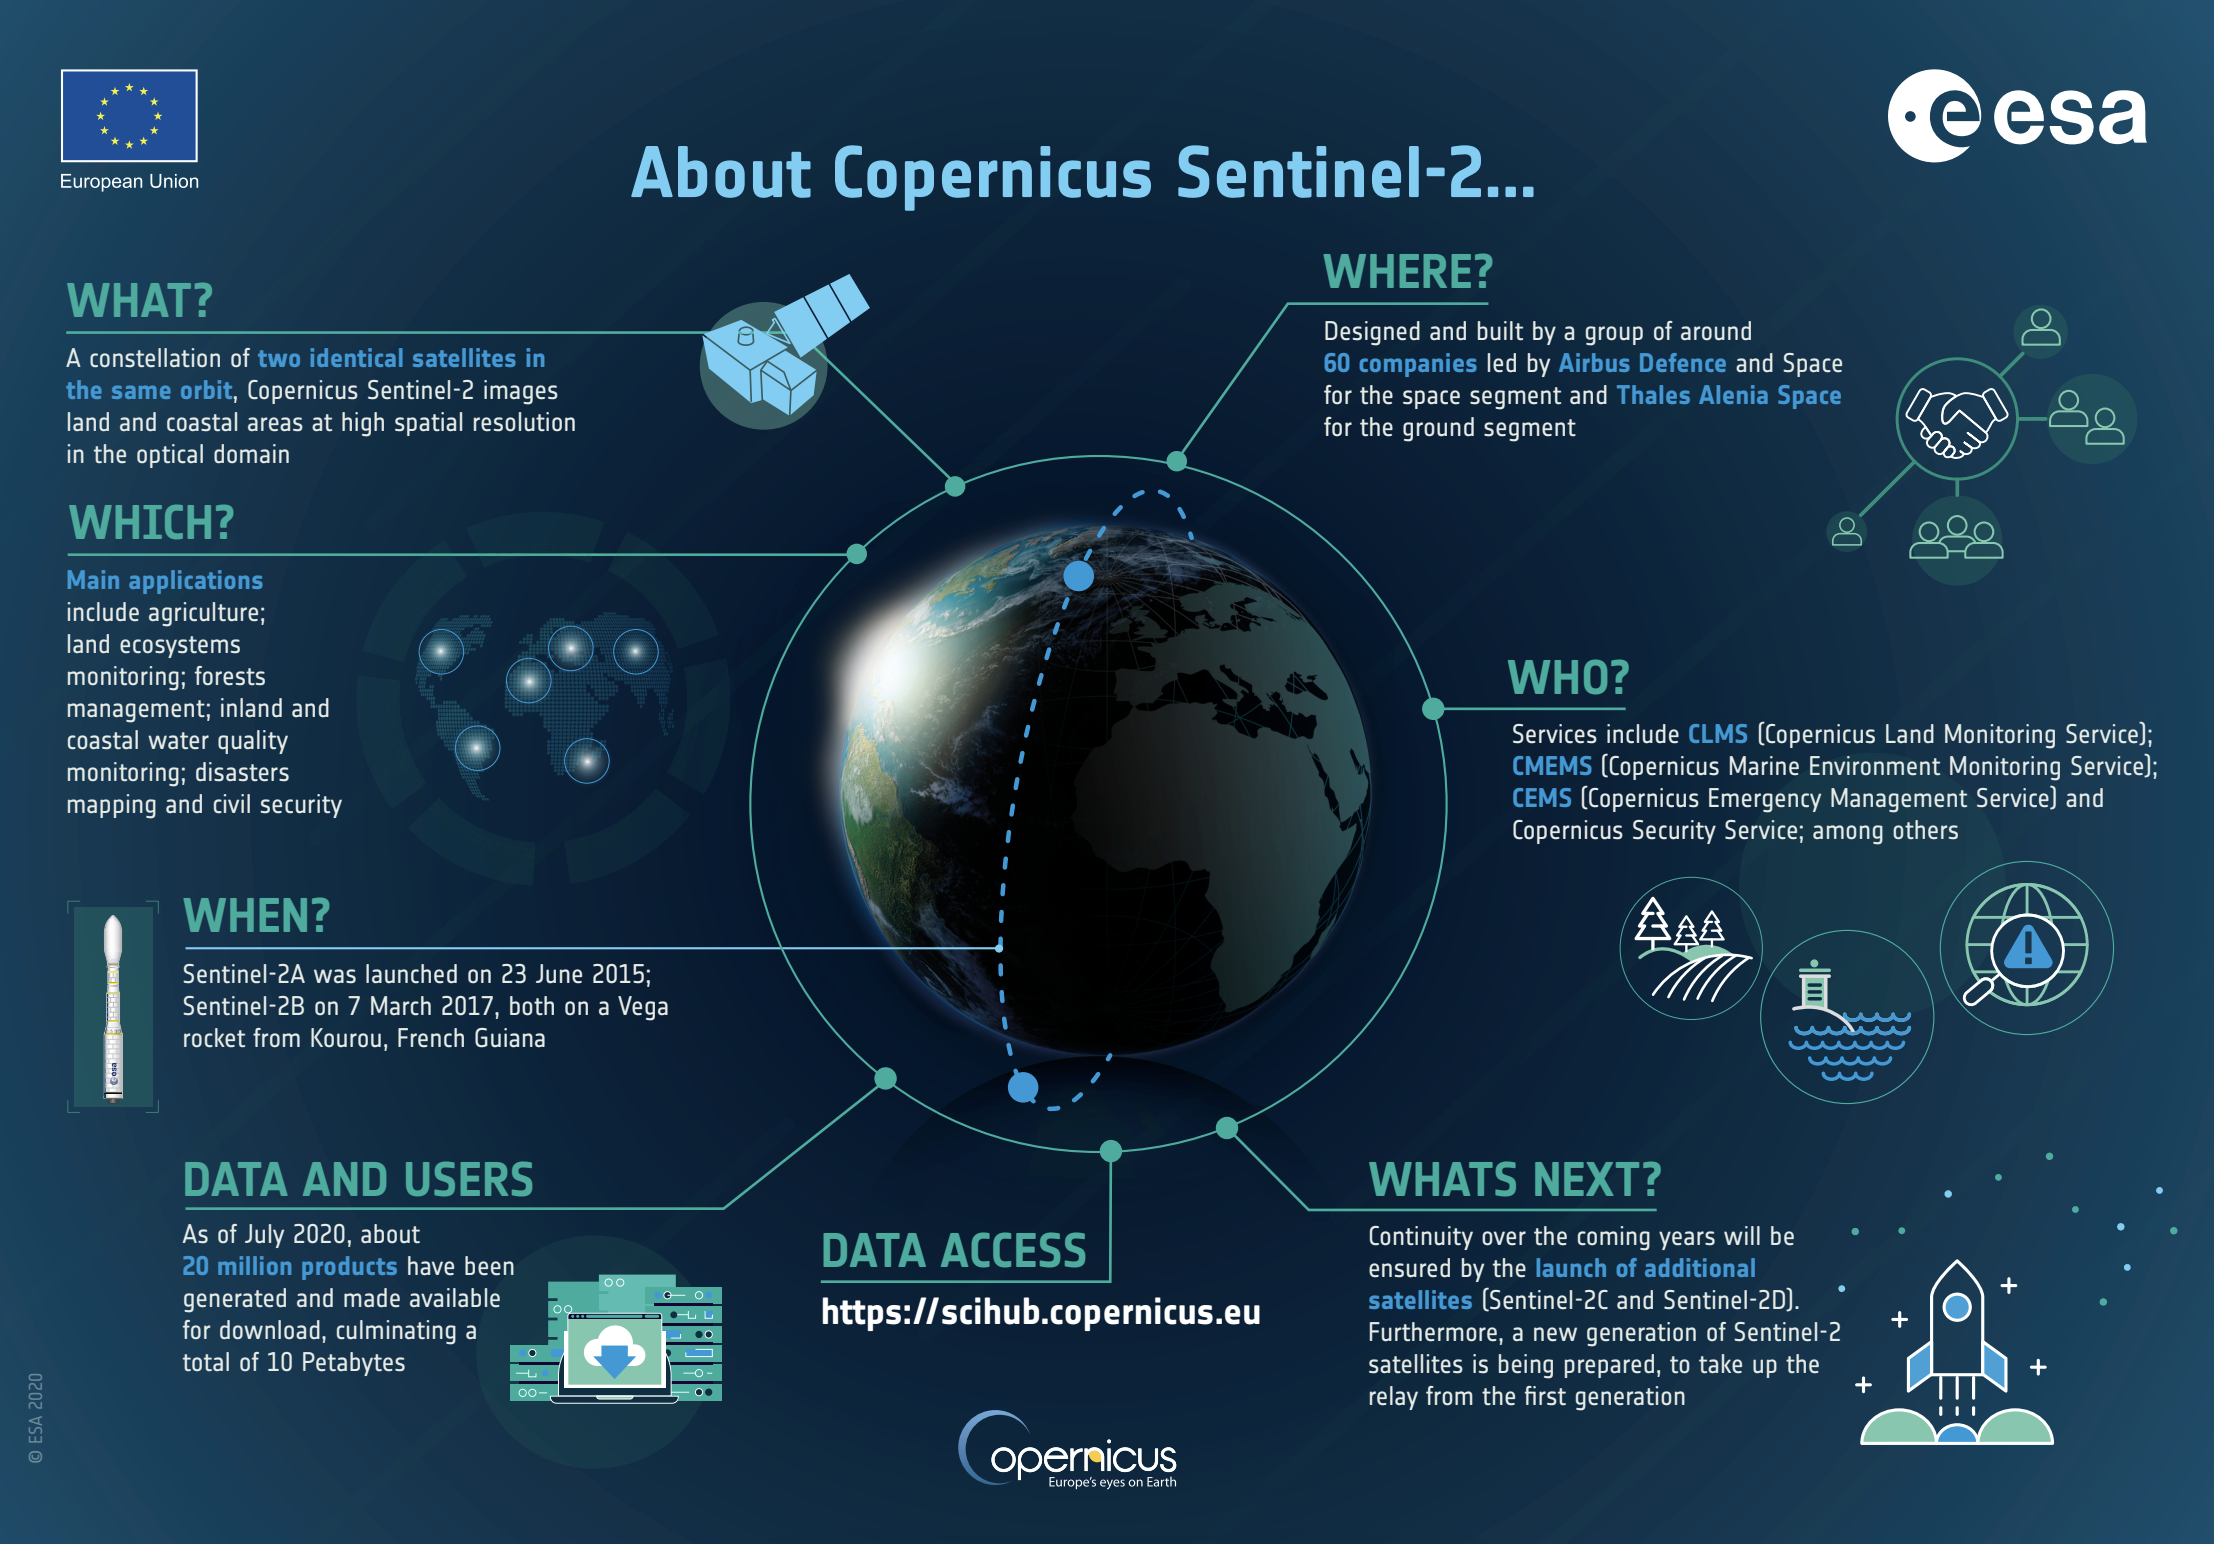 European Union
esa
About Copernicus Sentinel-2...
WHAT?
A constellation of two identical satellites in
the same orbit, Copernicus Sentinel-2 images
land and coastal areas at high spatial resolution
in the optical domain
WHERE?
Designed and built by a group of around
60 companies led by Airbus Defence and Space
for the space segment and Thales Alenia Space
for the ground segment
WHICH?
Main applications
include agriculture;
land ecosystems
monitoring; forests
management; inland and
coastal water quality
monitoring; disasters
mapping and civil security
WHO?
Services include CLMS (Copernicus Land Monitoring Service);
CMEMS (Copernicus Marine Environment Monitoring Service);
CEMS (Copernicus Emergency Management Service) and
Copernicus Security Service; among others
WHEN?
Sentinel-2A was launched on 23 June 2015;
Sentinel-2B on 7 March 2017, both on a Vega
rocket from Kourou, French Guiana
esa
DATA AND USERS
As of July 2020, about
20 million products have been
generated and made available
for download, culminating a
total of 10 Petabytes
DATA ACCESS
https://scihub.copernicus.eu
WHATS NEXT?
Continuity over the coming years will be
ensured by the launch of additional
satellites (Sentinel-2C and Sentinel-2D).
Furthermore, a new generation of Sentinel-2
satellites is being prepared, to take up the
relay from the first generation
© ESA 2020
opernicus
Europe's eyes on Earth